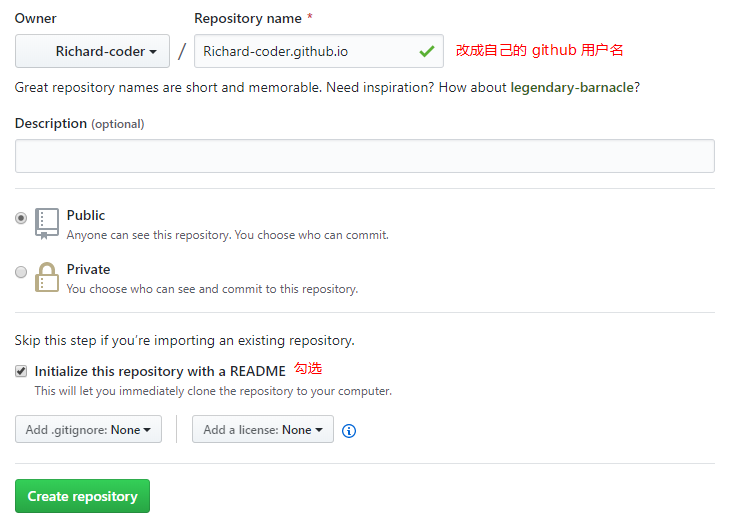 Owner
Repository name *
Richard-coder
/
Richard-coder.github.io
改成自己的 github 用户名
Great repository names are short and memorable. Need inspiration? How about legendary-barnacle?
Description (optional)
Public
Anyone can see this repository. You choose who can commit.
Private
You choose who can see and commit to this repository.
Skip this step if you're importing an existing repository.
Initialize this repository with a README 勾选
This will let you immediately clone the repository to your computer.
Add .gitignore: None
Add a license: None
Create repository